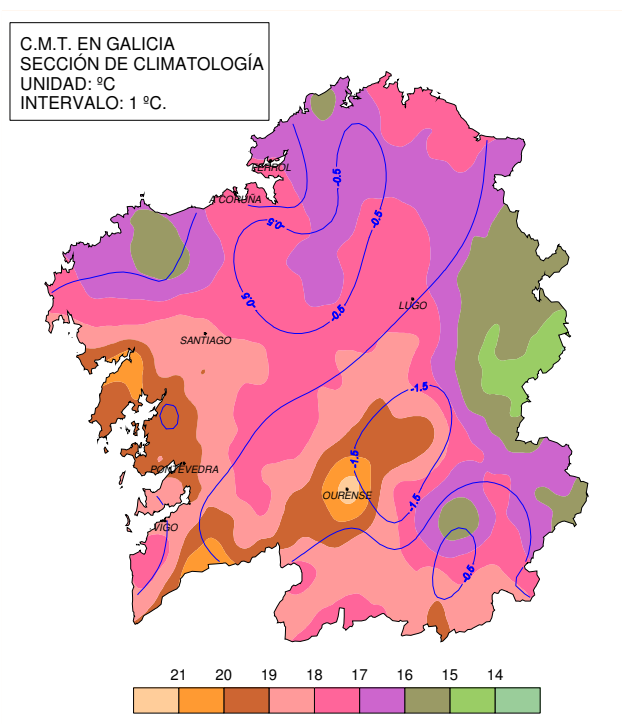 C.M.T. EN GALICIA
SECCIÓN DE CLIMATOLOGÍA
UNIDAD: ºC
INTERVALO: 1 ºC.
FERROL
A CORUÑA
-0.5
-0.5
-0.5
-0.5
-0.5
LUGO
SANTIAGO
-1.5
-1.5
PONTEVEDRA
OURENSE
-1.5
VIGO
-0.5
21 20 19 18 17 16 15 14